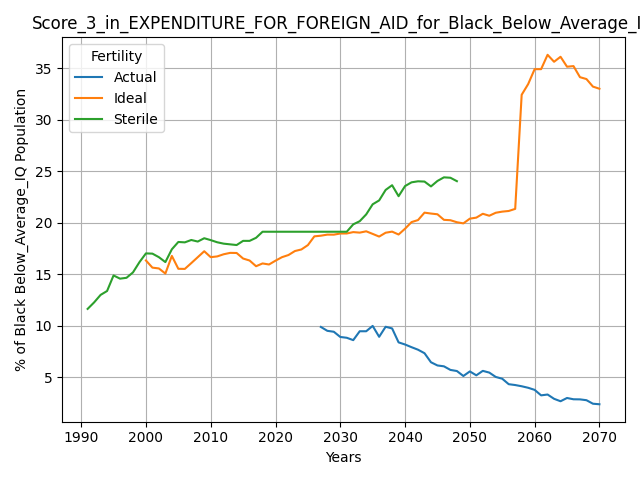 Score_3_in_EXPENDITURE_FOR_FOREIGN_AID_for_Black_Below_Average_I
Fertility
Actual
Ideal
Sterile
% of Black Below_Average_IQ Population
35
30
25
20
15
10
5
1990 2000 2010 2020 2030 2040 2050 2060 2070
Years